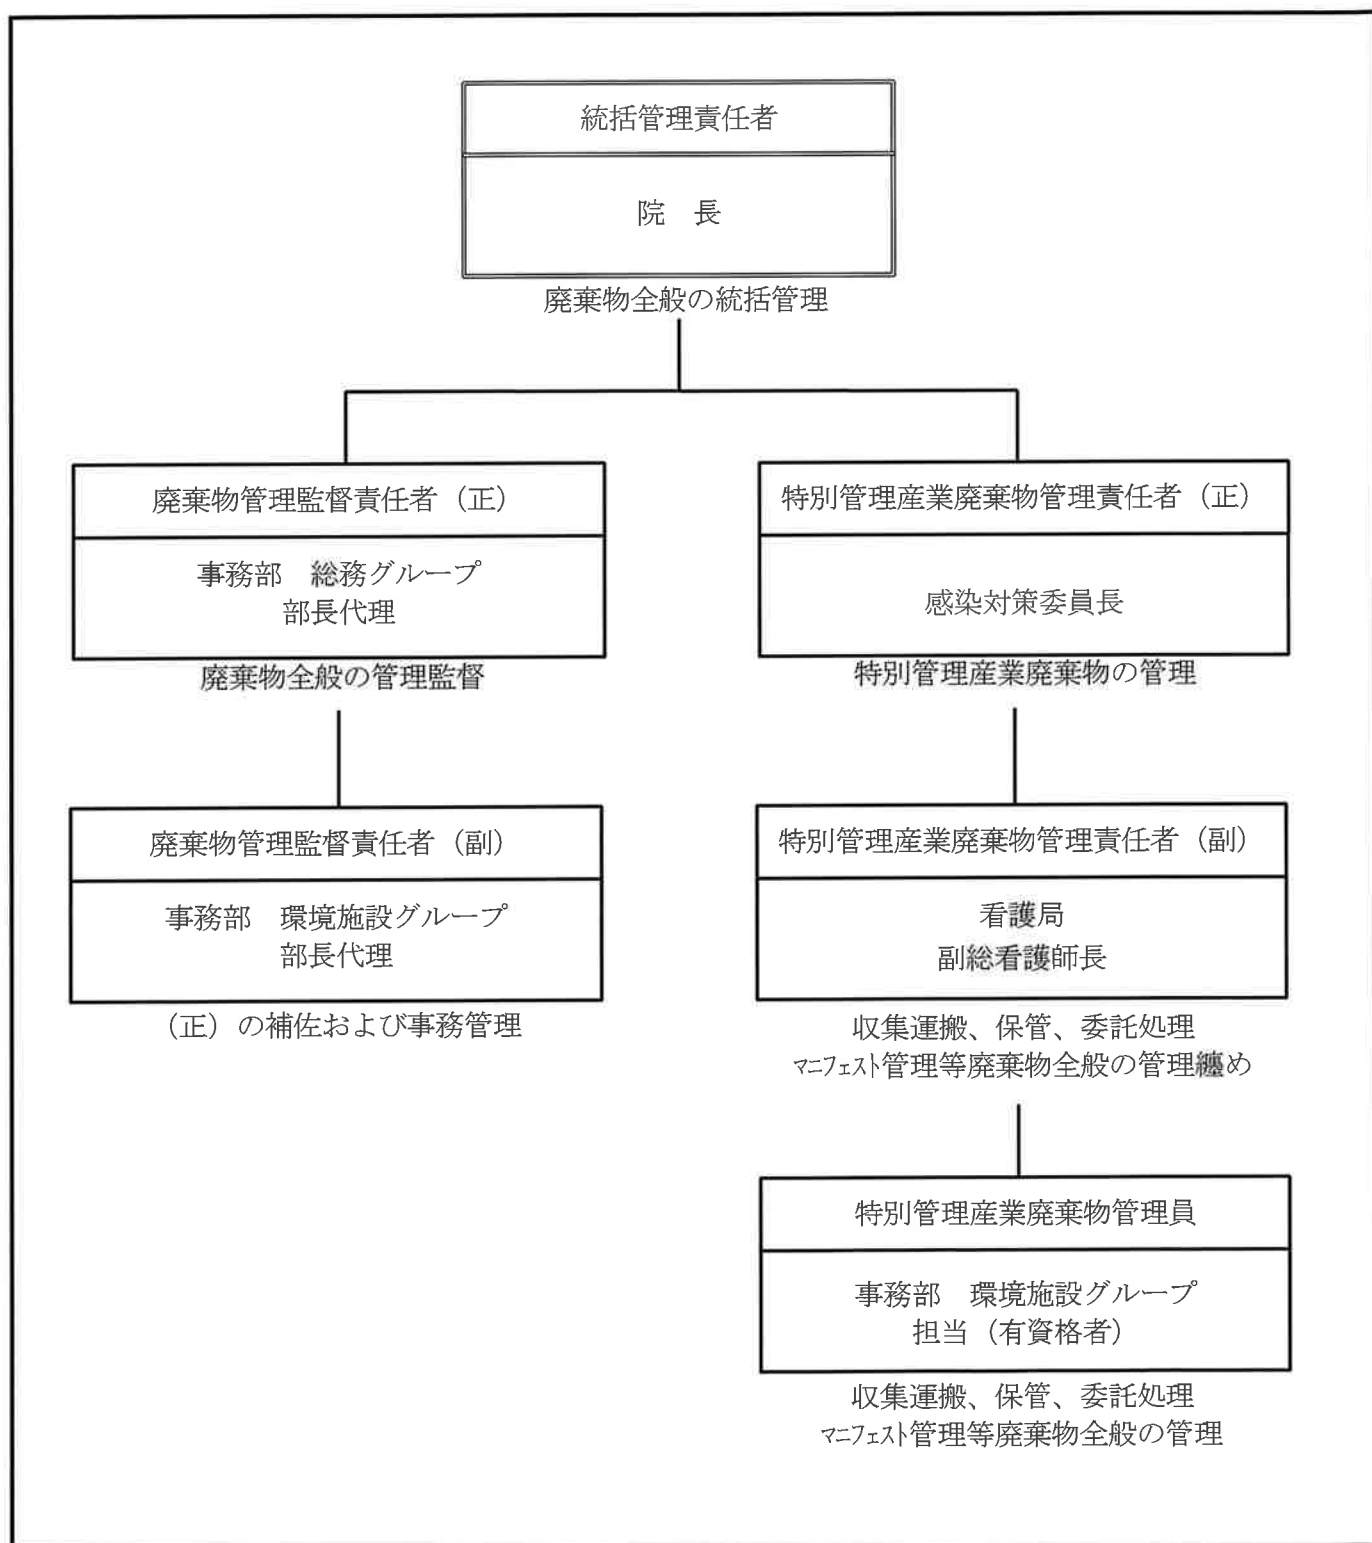 統括管理責任者
院　長
廃棄物全般の統括管理
廃棄物管理監督責任者（正）
事務部　総務グループ
部長代理
廃棄物全般の管理監督
廃棄物管理監督責任者（副）
事務部　環境施設グループ
部長代理
（正）の補佐および事務管理
特別管理産業廃棄物管理責任者（正）
感染対策委員長
特別管理産業廃棄物の管理
特別管理産業廃棄物管理責任者（副）
看護局
副総看護師長
収集運搬、保管、委託処理
ﾏﾆﾌｪｽﾄ管理等廃棄物全般の管理纏め
特別管理産業廃棄物管理員
事務部　環境施設グループ
担当（有資格者）
収集運搬、保管、委託処理
ﾏﾆﾌｪｽﾄ管理等廃棄物全般の管理